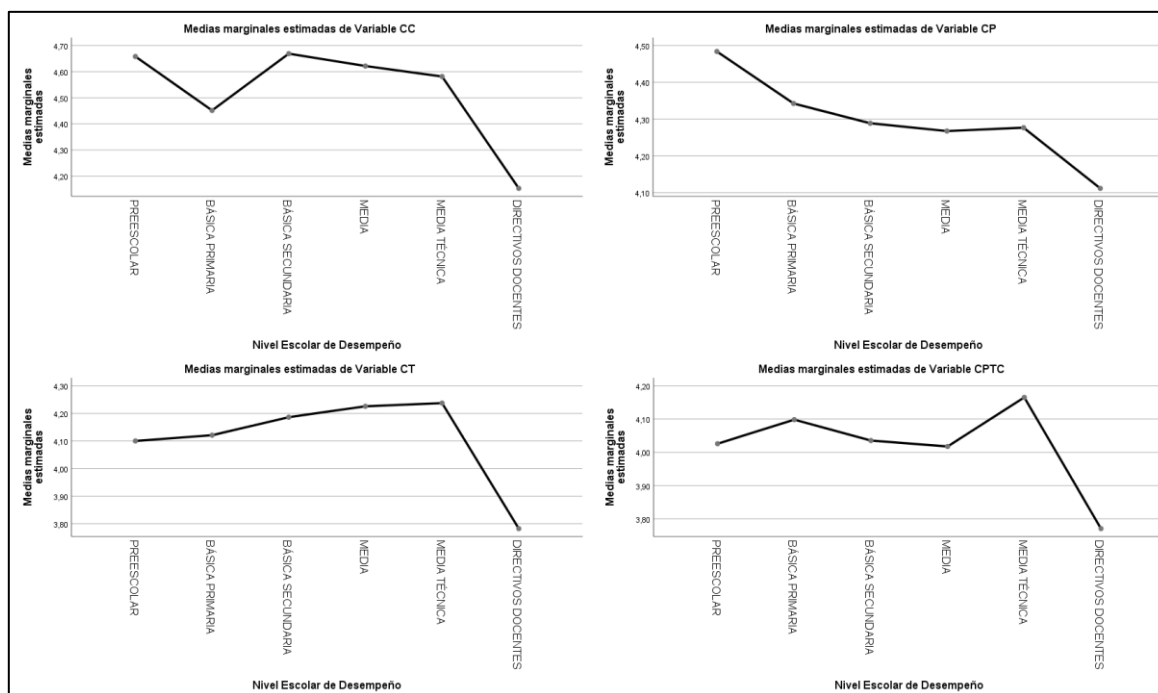 Medias marginales estimadas de Variable CC
Medias marginales
estimadas
4,70
4,60
4,50
4,40
4,30
4,20
PREESCOLAR
BÁSICA PRIMARIA
BÁSICA SECUNDARIA
MEDIA
MEDIA TÉCNICA
DIRECTIVOS DOCENTES
Nivel Escolar de Desempeño
Medias marginales estimadas de Variable CP
Medias marginales
estimadas
4,50
4,40
4,30
4,20
4,10
PREESCOLAR
BÁSICA PRIMARIA
BÁSICA SECUNDARIA
MEDIA
MEDIA TÉCNICA
DIRECTIVOS DOCENTES
Nivel Escolar de Desempeño
Medias marginales estimadas de Variable CT
Medias marginales
estimadas
4,30
4,20
4,10
4,00
3,90
3,80
PREESCOLAR
BÁSICA PRIMARIA
BÁSICA SECUNDARIA
MEDIA
MEDIA TÉCNICA
DIRECTIVOS DOCENTES
Nivel Escolar de Desempeño
Medias marginales estimadas de Variable CPTC
Medias marginales
estimadas
4,20
4,10
4,00
3,90
3,80
PREESCOLAR
BÁSICA PRIMARIA
BÁSICA SECUNDARIA
MEDIA
MEDIA TÉCNICA
DIRECTIVOS DOCENTES
Nivel Escolar de Desempeño